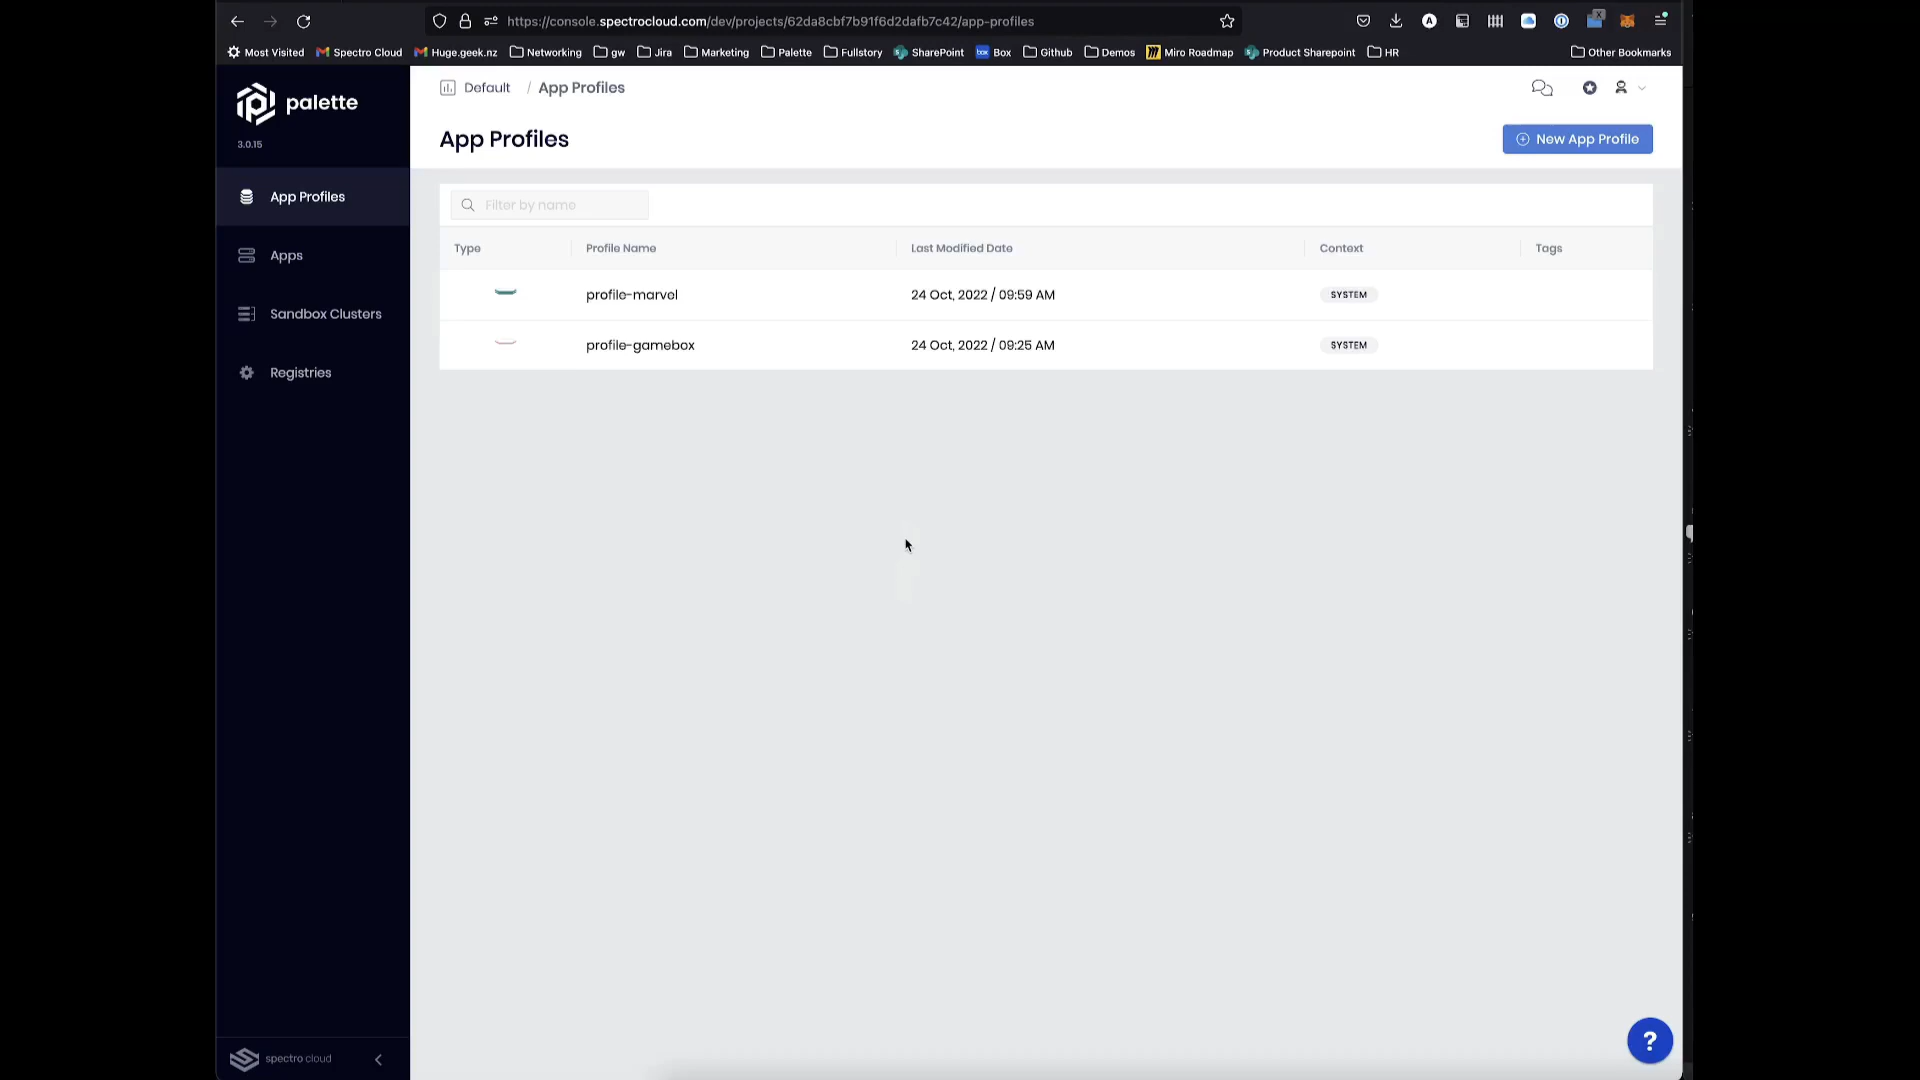 https://console.spectrocloud.com/dev/projects/62da8cbf7b91f6d2dafb7c42/app-profiles
Most Visited Spectro Cloud Huge.geek.nz Networking gw Jira Marketing Palette Fullstory SharePoint box Box Github Demos Miro Roadmap Product Sharepoint HR Other Bookmarks
palette
3.0.15
App Profiles
Apps
Sandbox Clusters
Registries
spectro cloud
Default / App Profiles
App Profiles
New App Profile
Filter by name
Type Profile Name Last Modified Date Context Tags
profile-marvel 24 Oct, 2022 / 09:59 AM SYSTEM
profile-gamebox 24 Oct, 2022 / 09:25 AM SYSTEM
?